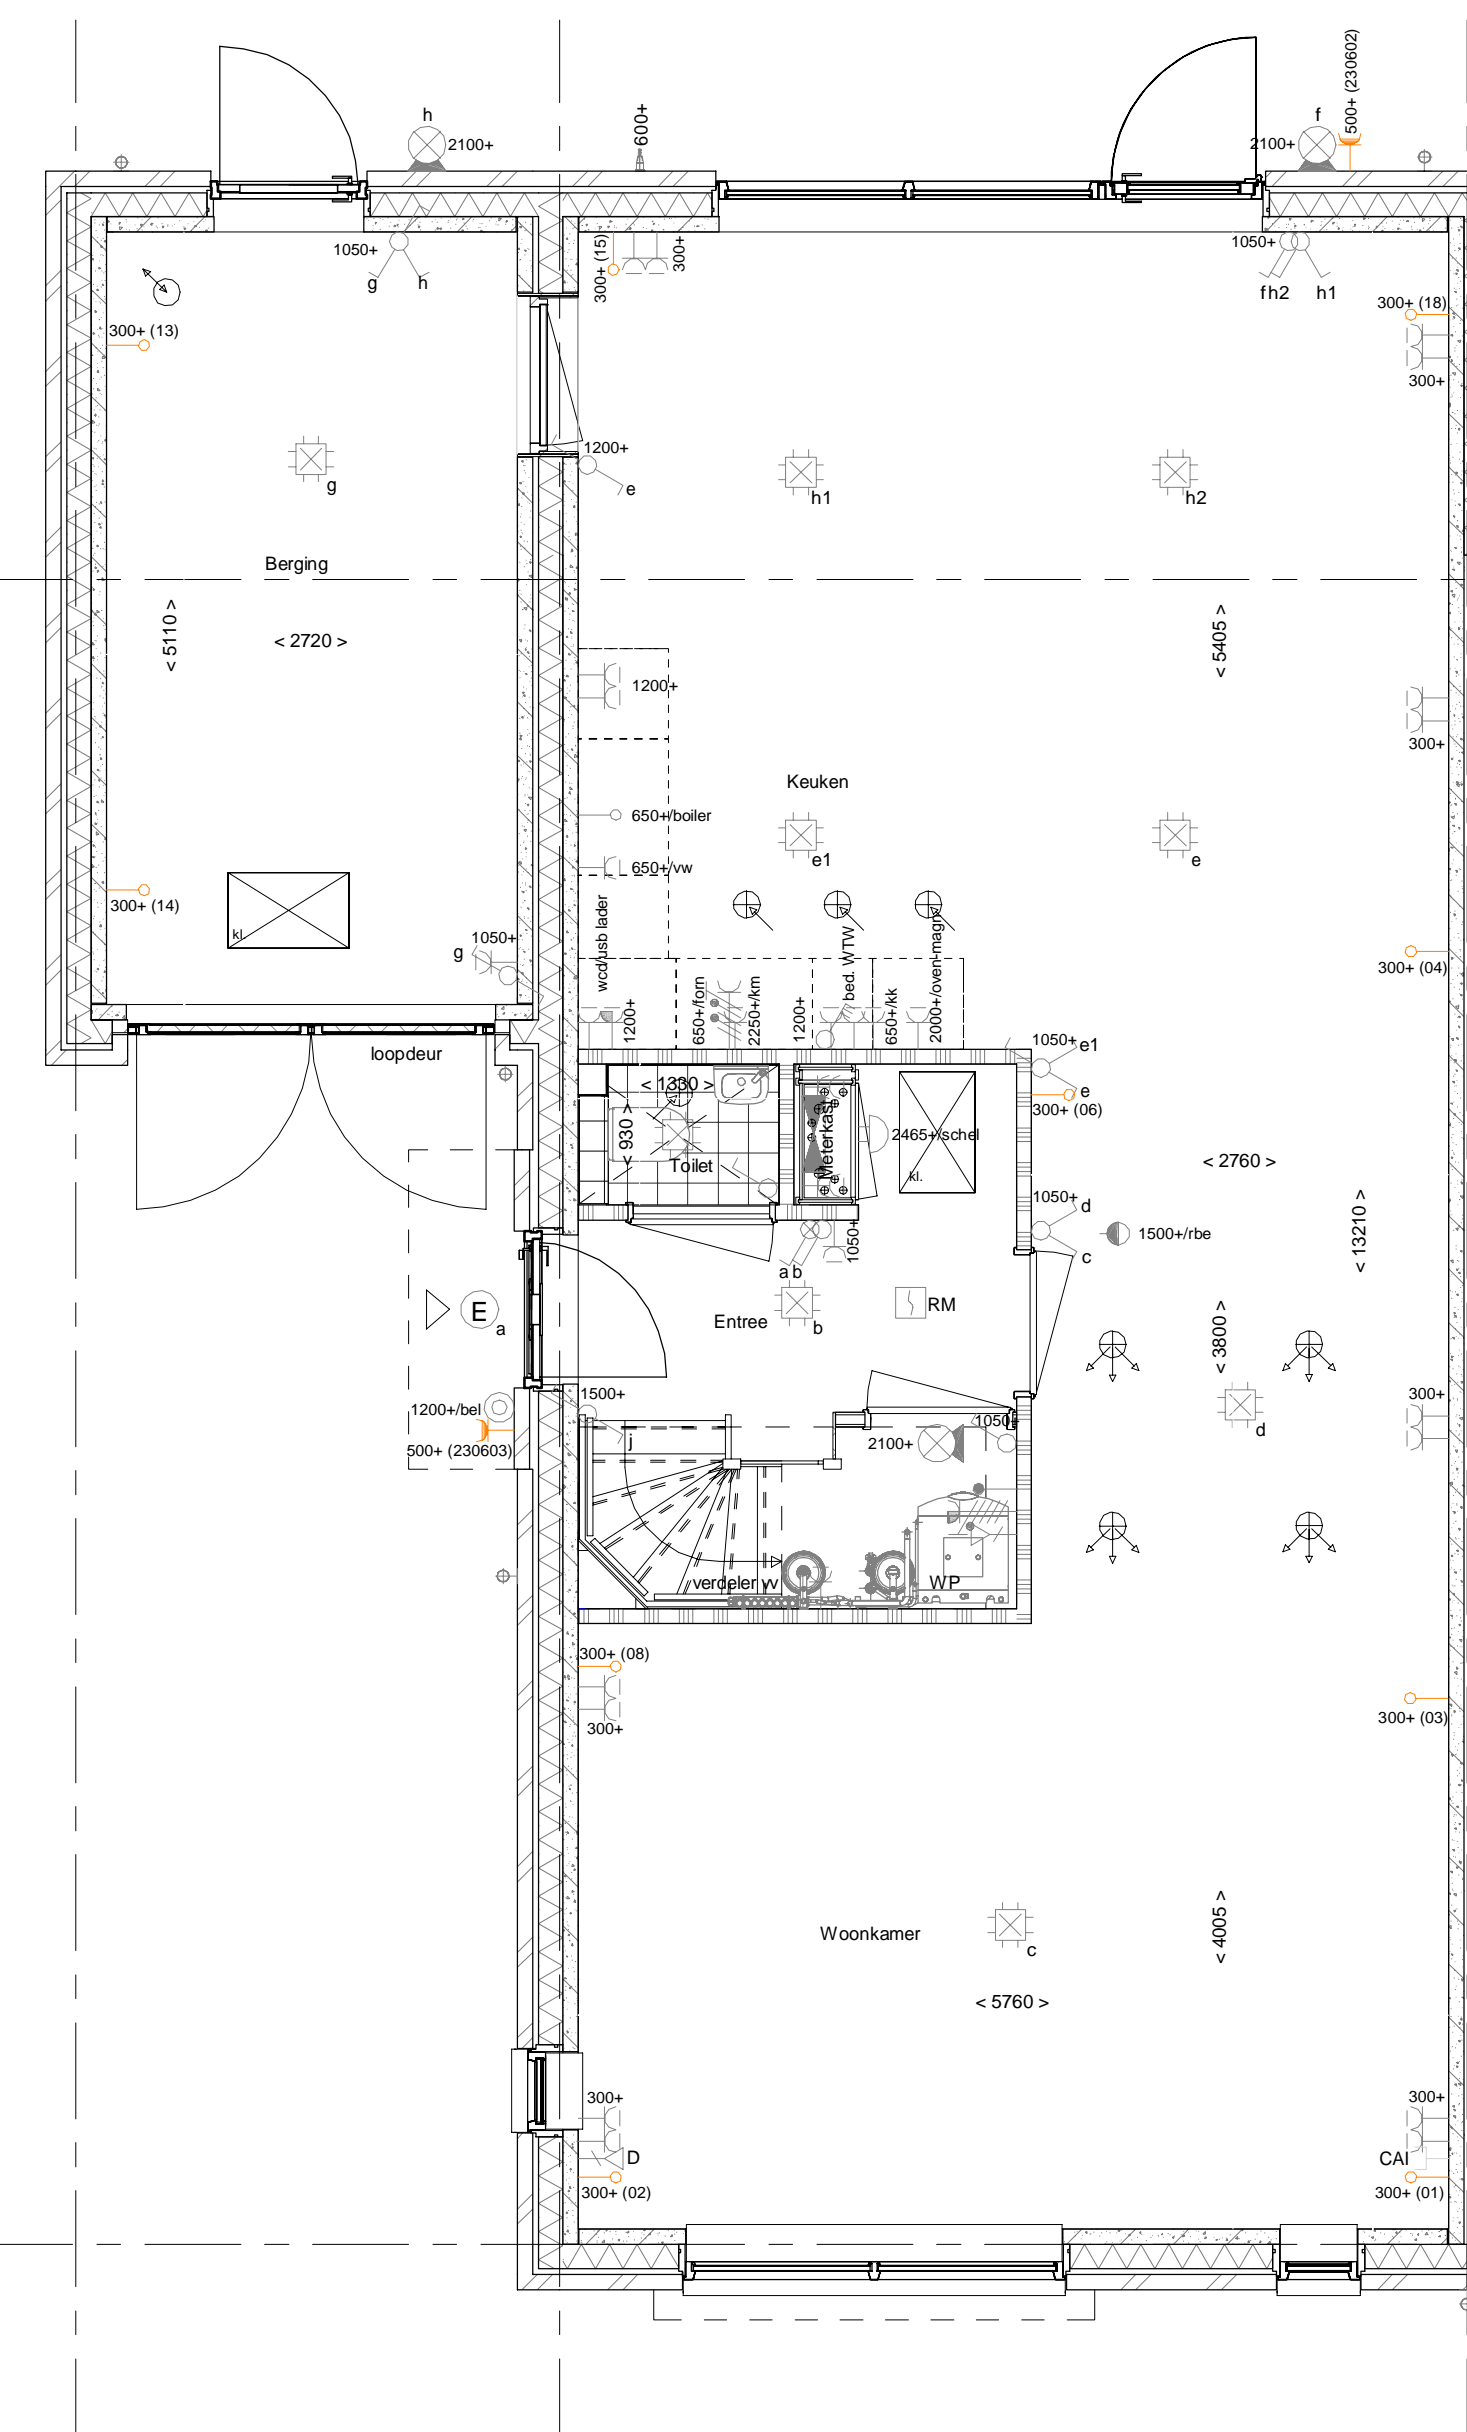 500+ (230602)
h
600+
f
2100+
2100+
1050+
g
h
300+ (15)
300+
1050+
f h2
h1
300+ (13)
300+ (18)
300+
1200+
e
g
h1
h2
Berging
< 5110 >
< 2720 >
< 5405 >
1200+
300+
Keuken
650+/boiler
e1
e
650+/vw
300+ (14)
kl.
wcd/usb lader
bed. WTW
2000+/oven-magn
g
1050+
300+ (04)
1200+
650+/forn
2250+/km
1200+
650+/kk
loopdeur
1050+
e1
< 1330 >
e
300+ (06)
< 930 >
Meterkast
2465+/schel
Toilet
kl.
< 2760 >
1050+
d
1500+/rbe
c
< 13210 >
1050+
a b
E
a
Entree
b
RM
< 3800 >
1500+
1200+/bel
j
1050+
300+
d
500+ (230603)
2100+
verdeler vv
WP
300+ (08)
300+
300+ (03)
Woonkamer
c
< 4005 >
< 5760 >
300+
300+
D
CAI
300+ (02)
300+ (01)